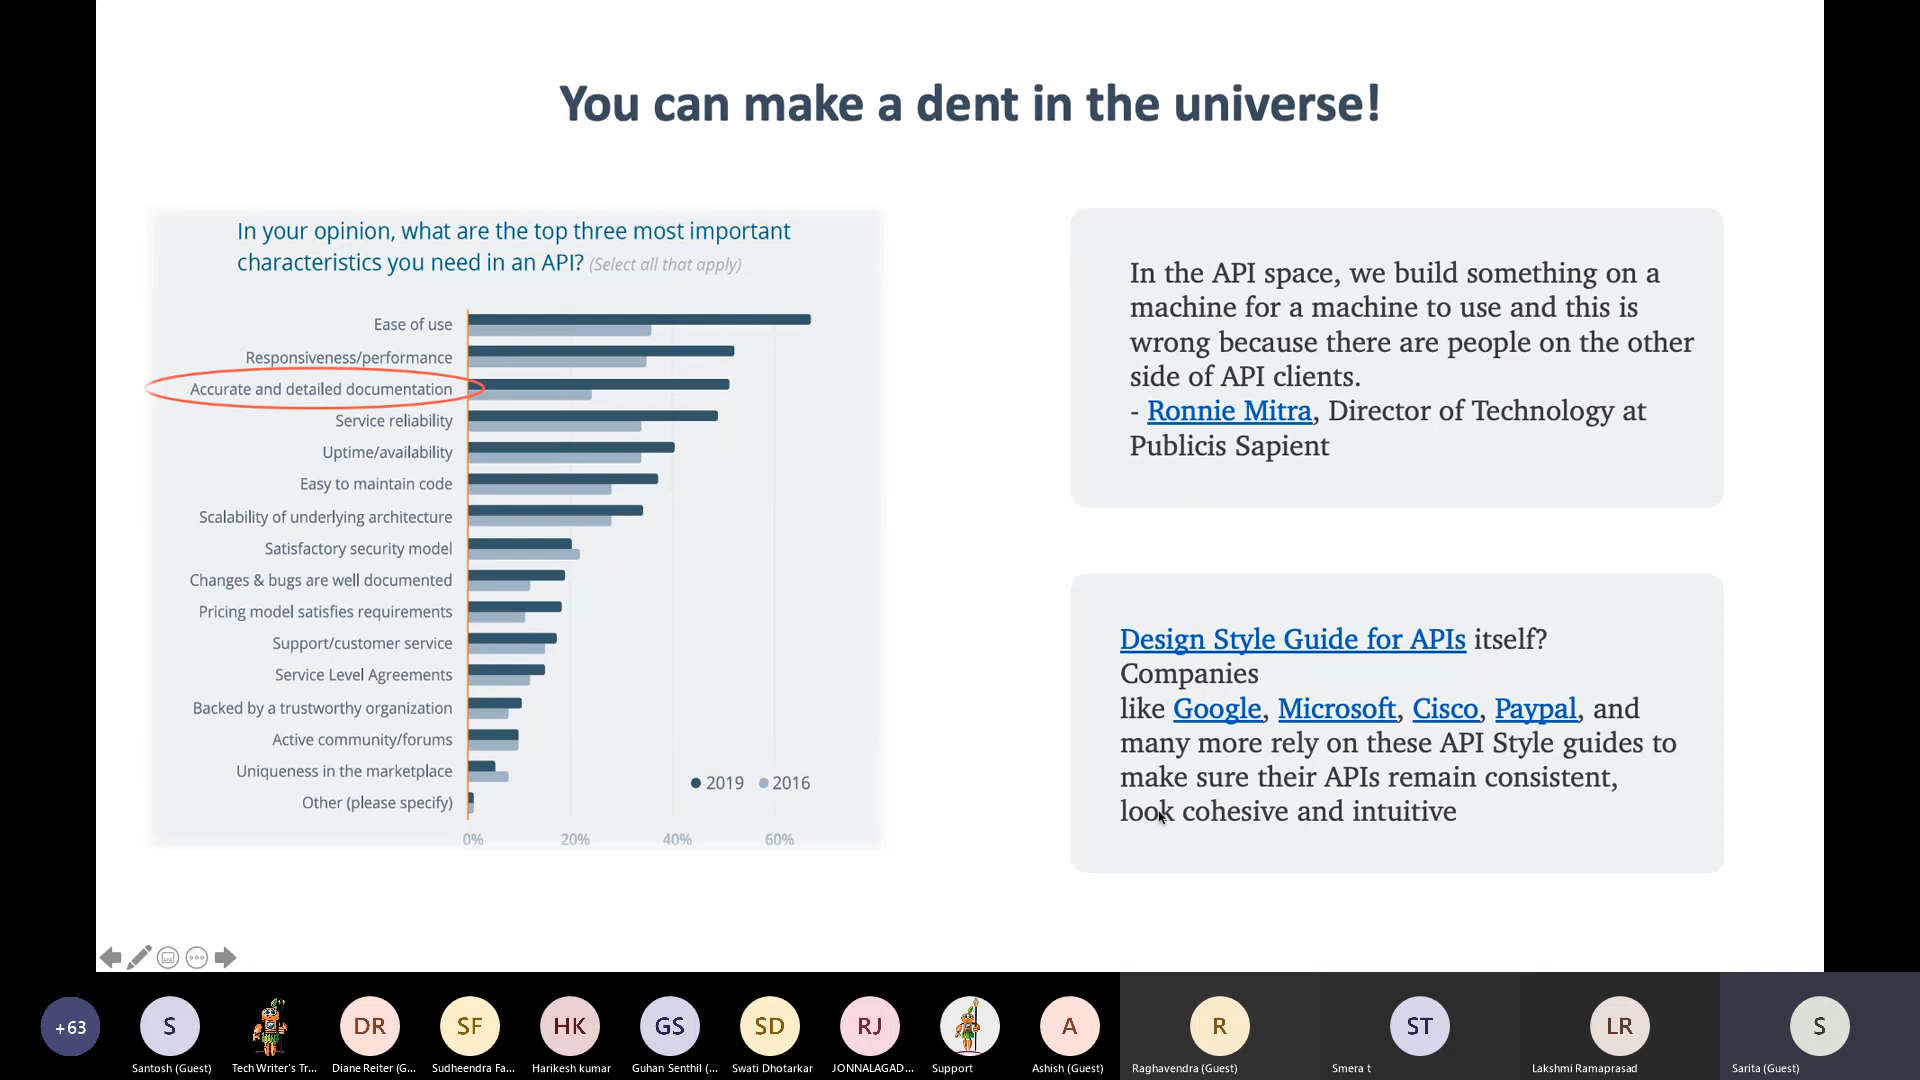 You can make a dent in the universe!
In your opinion, what are the top three most important
characteristics you need in an API? (Select all that apply)
Ease of use
Responsiveness/performance
Accurate and detailed documentation
Service reliability
Uptime/availability
Easy to maintain code
Scalability of underlying architecture
Satisfactory security model
Changes & bugs are well documented
Pricing model satisfies requirements
Support/customer service
Service Level Agreements
Backed by a trustworthy organization
Active community/forums
Uniqueness in the marketplace
Other (please specify)
2019 2016
0% 20% 40% 60%
In the API space, we build something on a
machine for a machine to use and this is
wrong because there are people on the other
side of API clients.
- Ronnie Mitra, Director of Technology at
Publicis Sapient
Design Style Guide for APIs itself?
Companies
like Google, Microsoft, Cisco, Paypal, and
many more rely on these API Style guides to
make sure their APIs remain consistent,
look cohesive and intuitive
+63 S DR SF HK GS SD RJ A R ST LR S
Santosh (Guest) Tech Writer's Tr... Diane Reiter (G... Sudheendra Fa... Harikesh kumar Guhan Senthil (... Swati Dhotarkar JONNALAGAD... Support Ashish (Guest) Raghavendra (Guest) Smera t Lakshmi Ramaprasad Sarita (Guest)